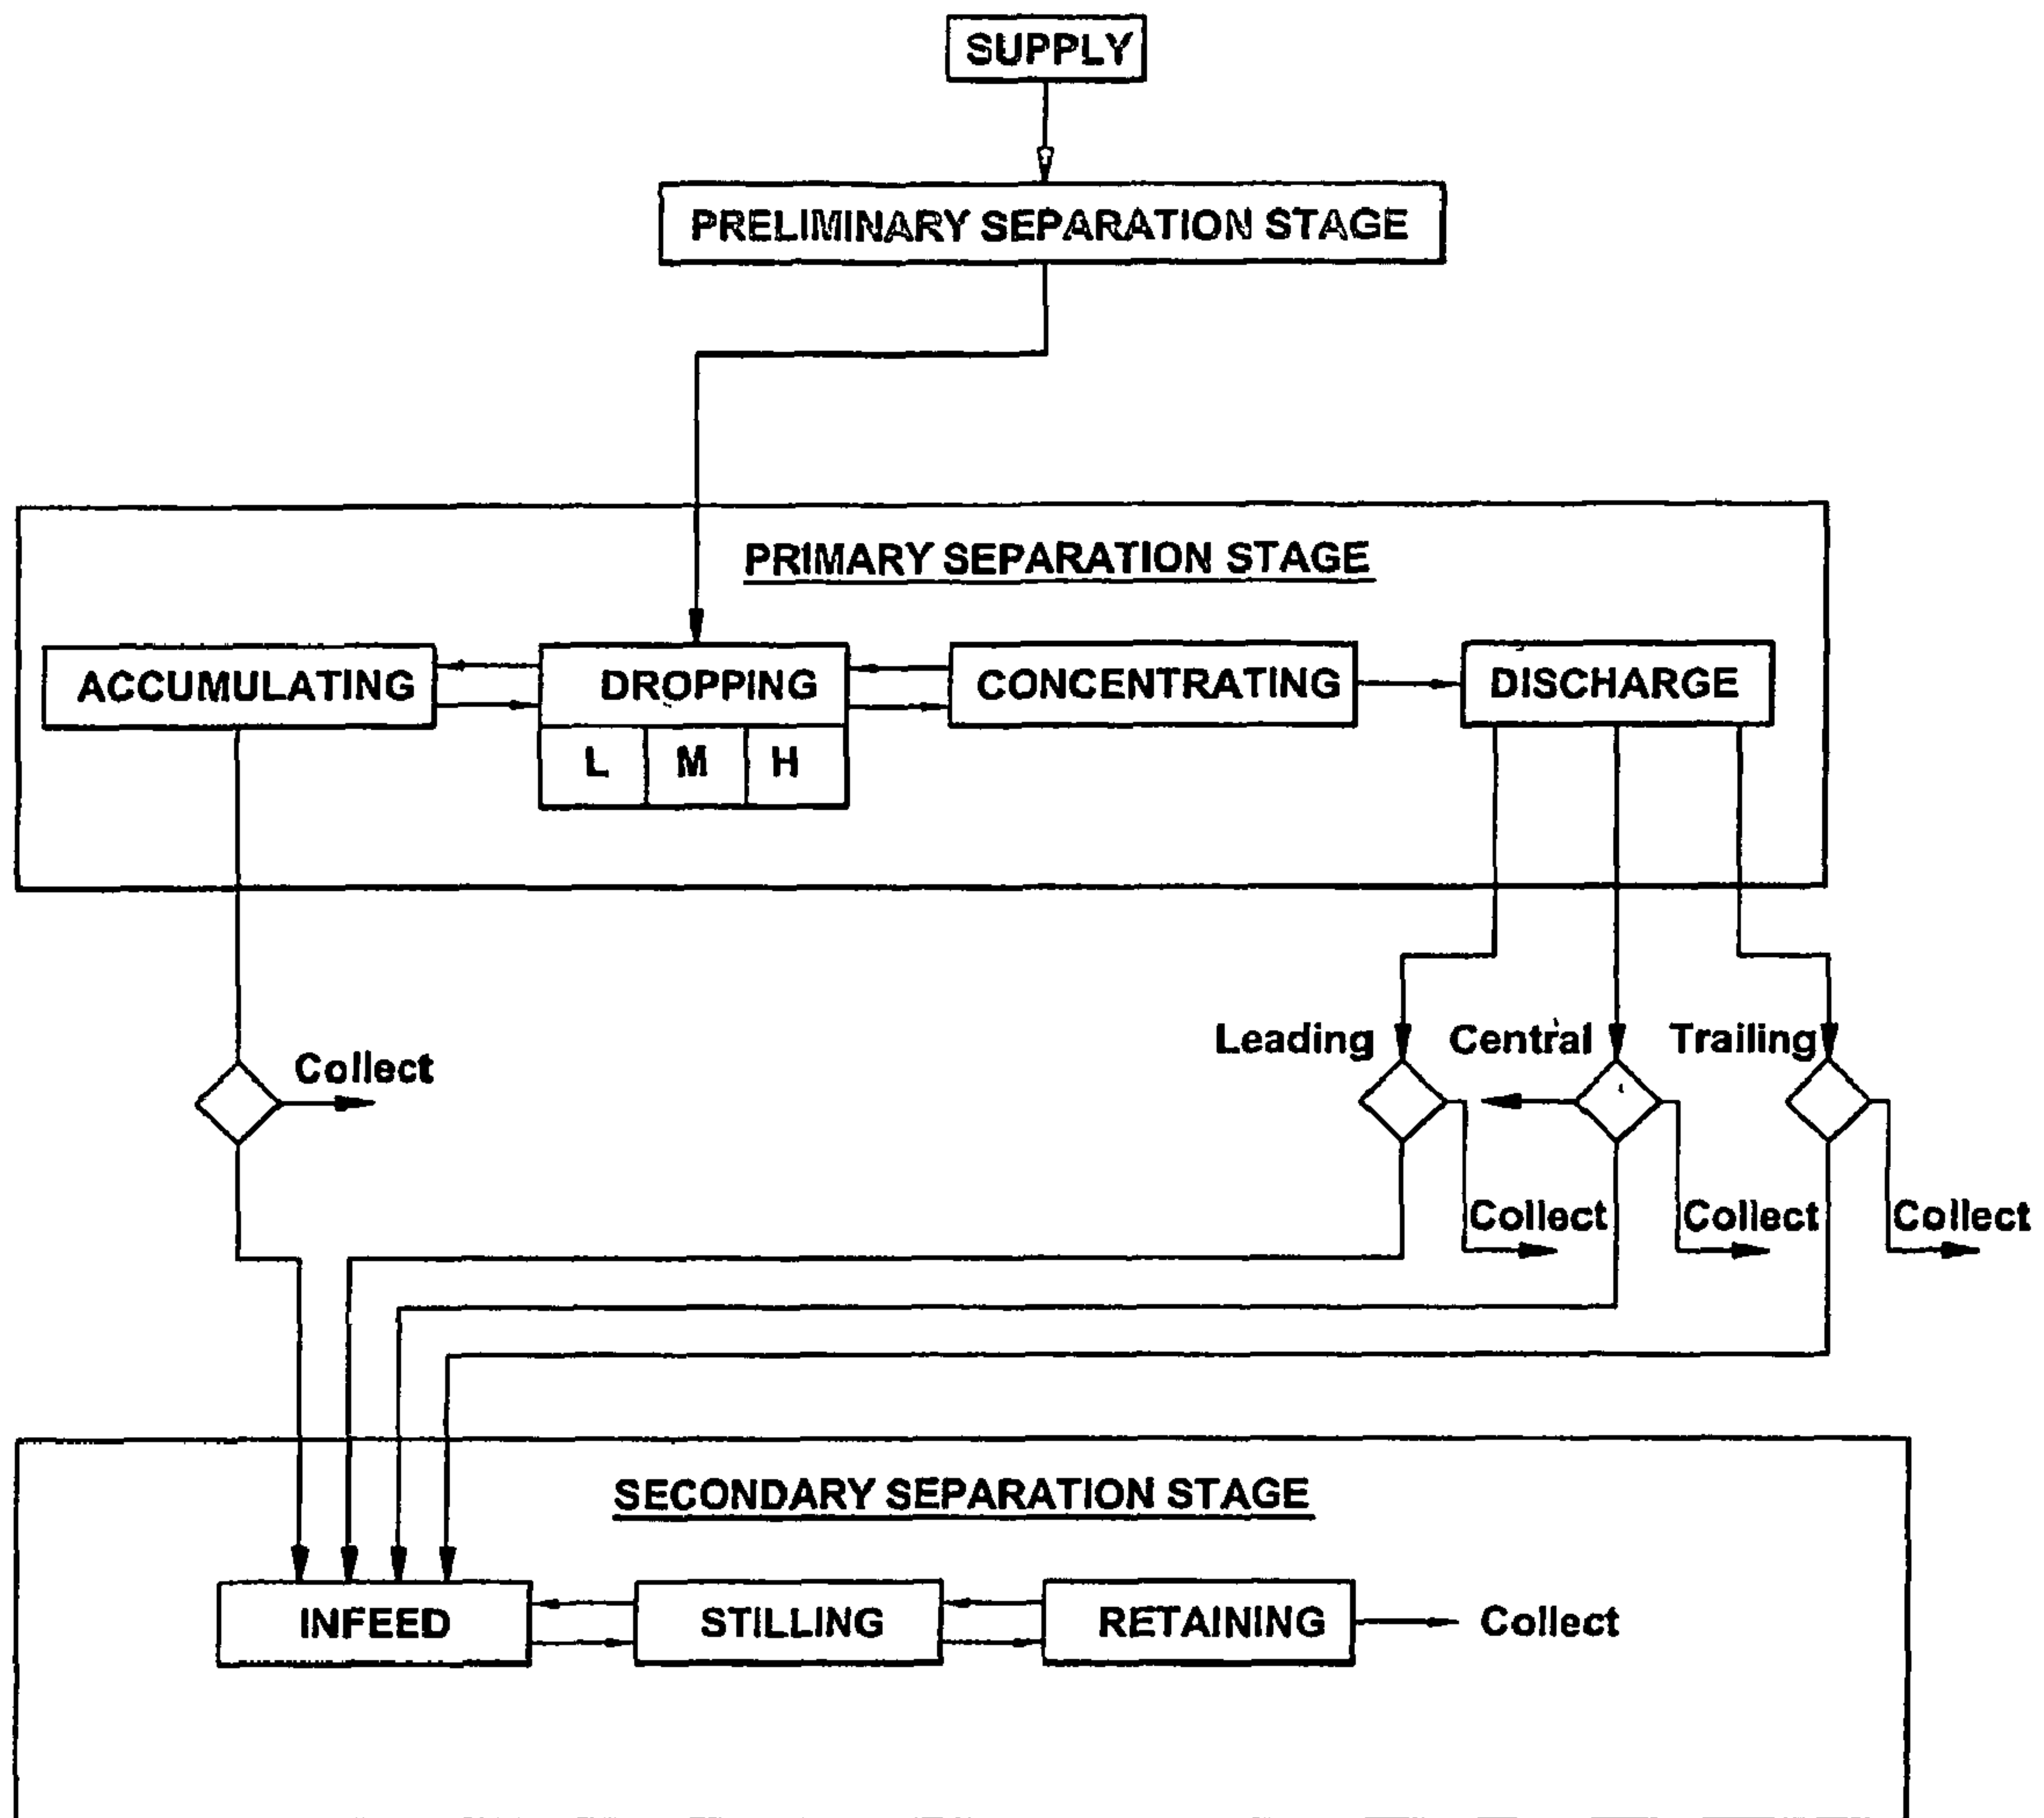 SUPPLY
PRELIMINARY SEPARATION STAGE
PRIMARY SEPARATION STAGE
ACCUMULATING
DROPPING
CONCENTRATING
DISCHARGE
L
M
H
Leading
Central
Trailing
Collect
Collect
Collect
Collect
SECONDARY SEPARATION STAGE
INFEED
STILLING
RETAINING
Collect